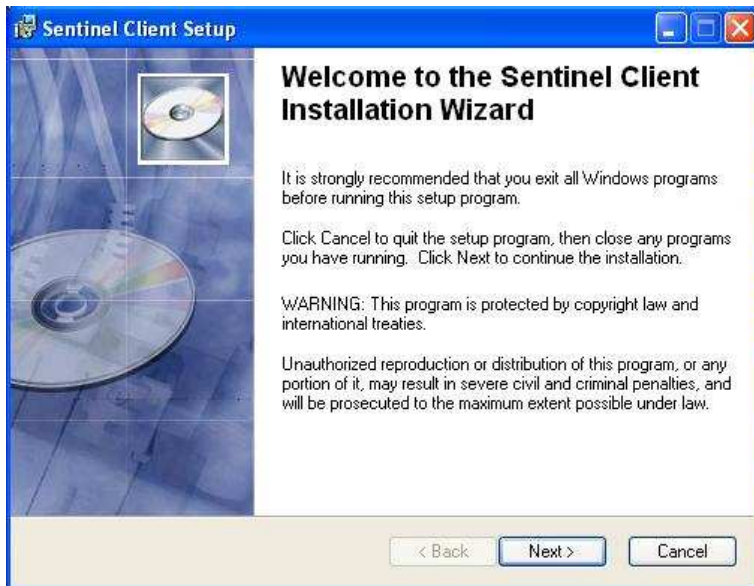 Sentinel Client Setup
Welcome to the Sentinel Client
Installation Wizard
It is strongly recommended that you exit all Windows programs
before running this setup program.
Click Cancel to quit the setup program, then close any programs
you have running. Click Next to continue the installation.
WARNING: This program is protected by copyright law and
international treaties.
Unauthorized reproduction or distribution of this program, or any
portion of it, may result in severe civil and criminal penalties, and
will be prosecuted to the maximum extent possible under law.
< Back
Next >
Cancel